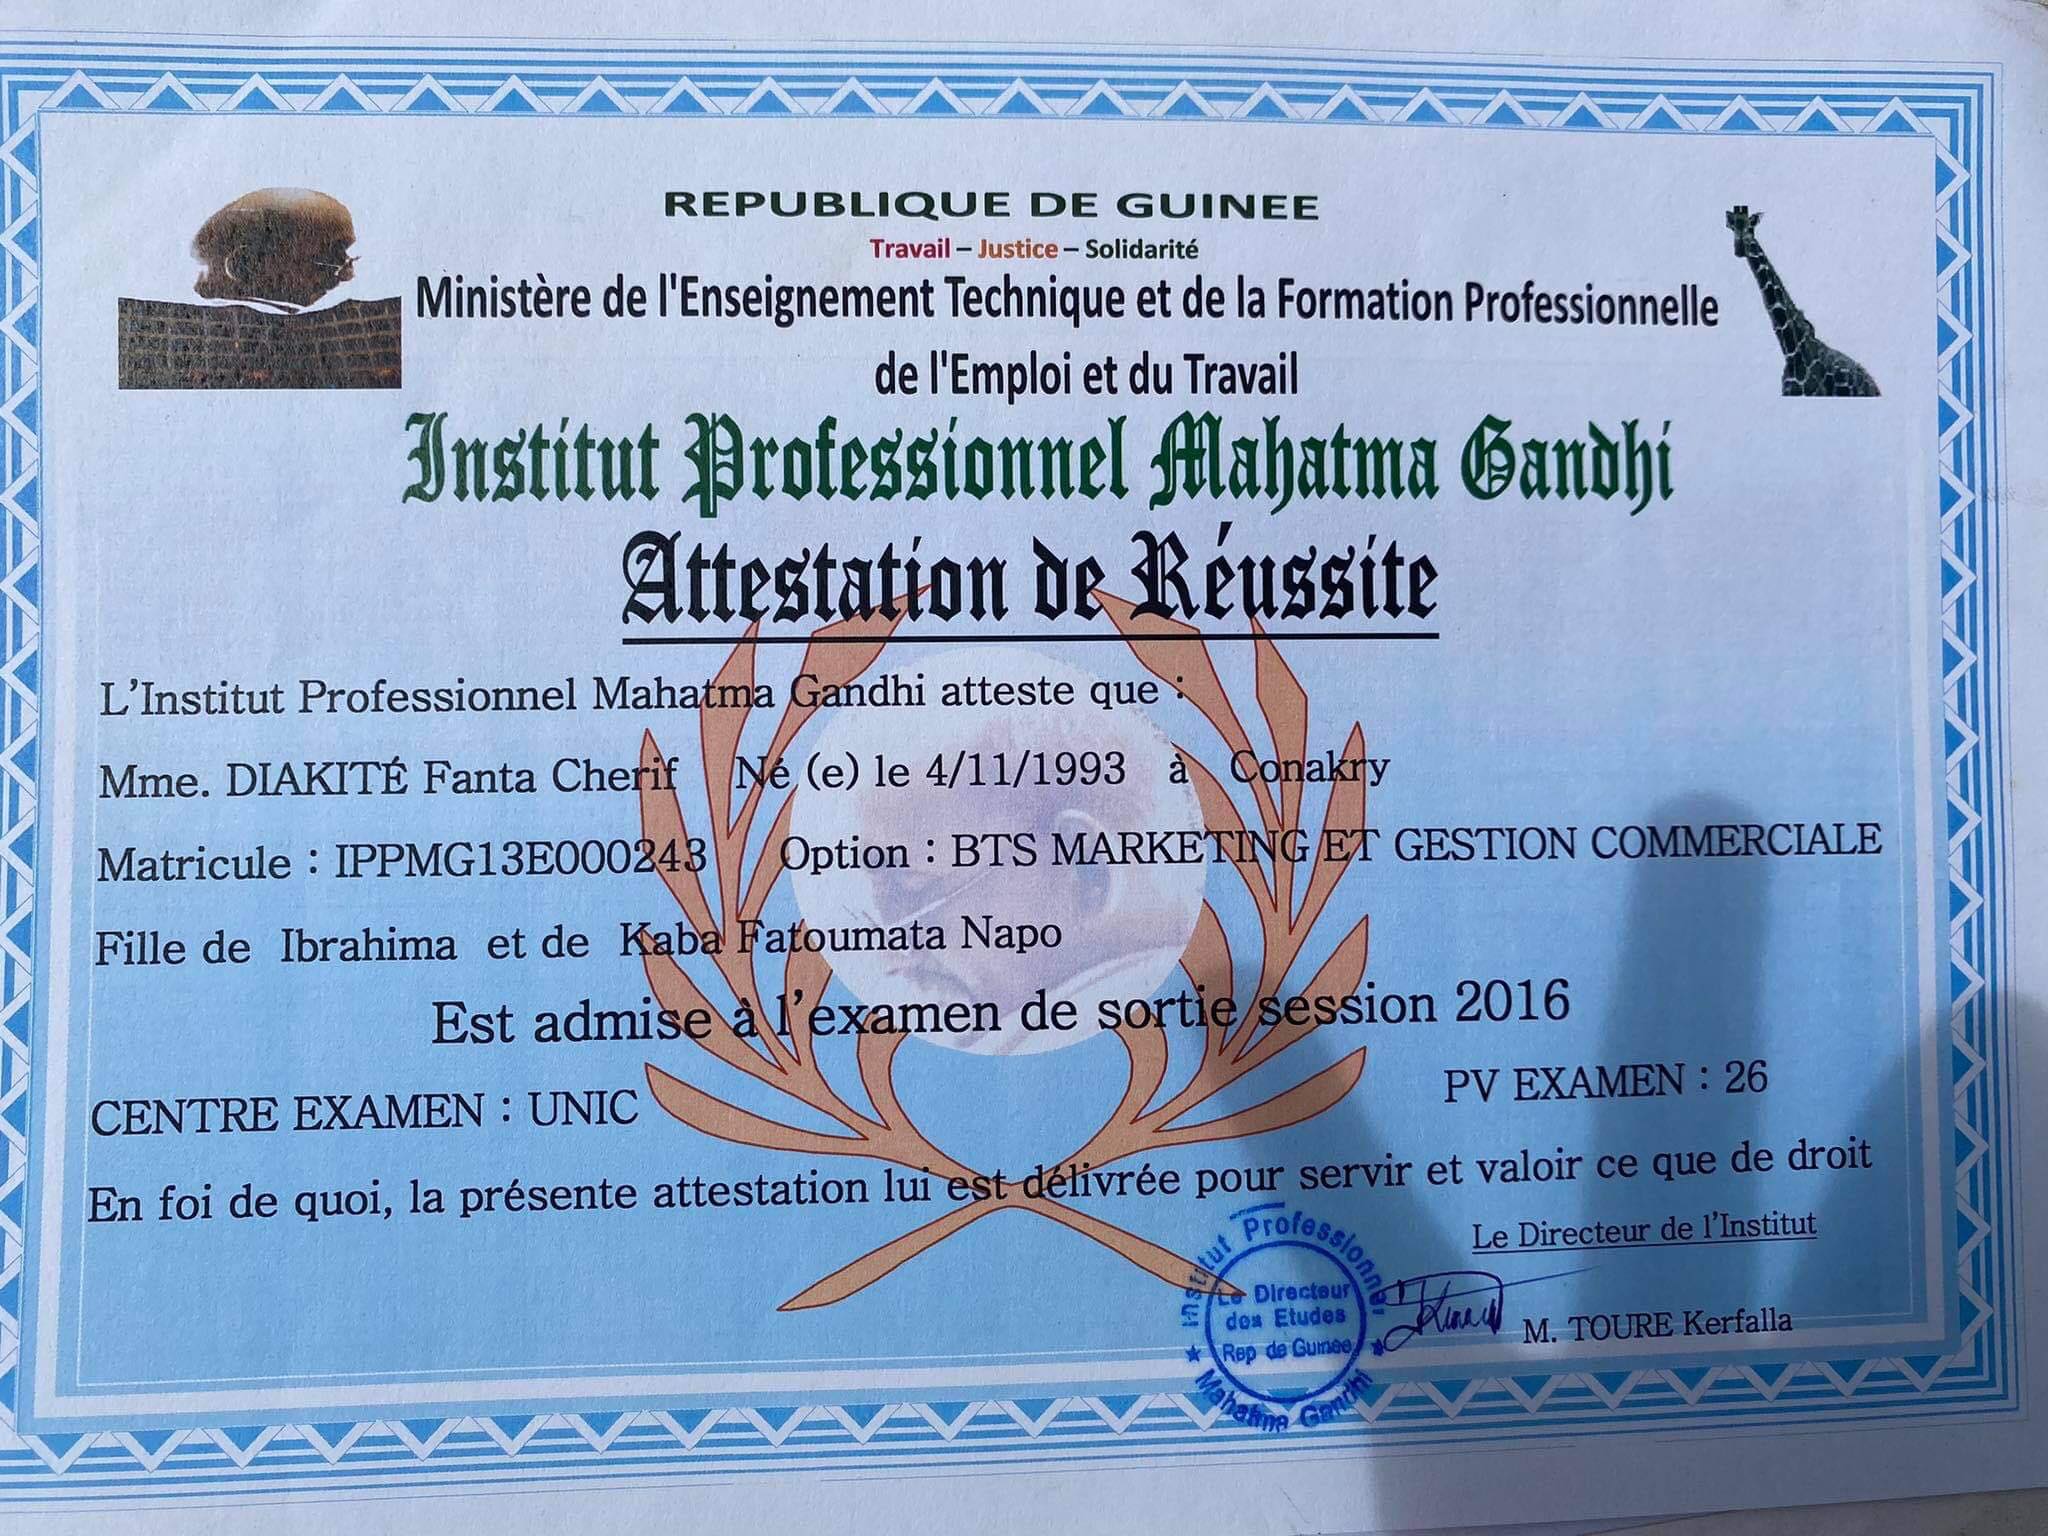 REPUBLIQUE DE GUINEE
Travail – Justice – Solidarité
Ministère de l'Enseignement Technique et de la Formation Professionnelle
de l'Emploi et du Travail
Institut Professionnel Mahatma Gandhi
Attestation de Réussite
L'Institut Professionnel Mahatma Gandhi atteste que :
Mme. DIAKITÉ Fanta Cherif Né (e) le 4/11/1993 à Conakry
Matricule : IPPMG13E000243 Option : BTS MARKETING ET GESTION COMMERCIALE
Fille de Ibrahima et de Kaba Fatoumata Napo
Est admise à l'examen de sortie session 2016
CENTRE EXAMEN : UNIC PV EXAMEN : 26
En foi de quoi, la présente attestation lui est délivrée pour servir et valoir ce que de droit
Le Directeur de l'Institut
Institut Professionnel
Le Directeur
des Etudes
Rep de Guinée
Mahatma Gandhi
M. TOURE Kerfalla